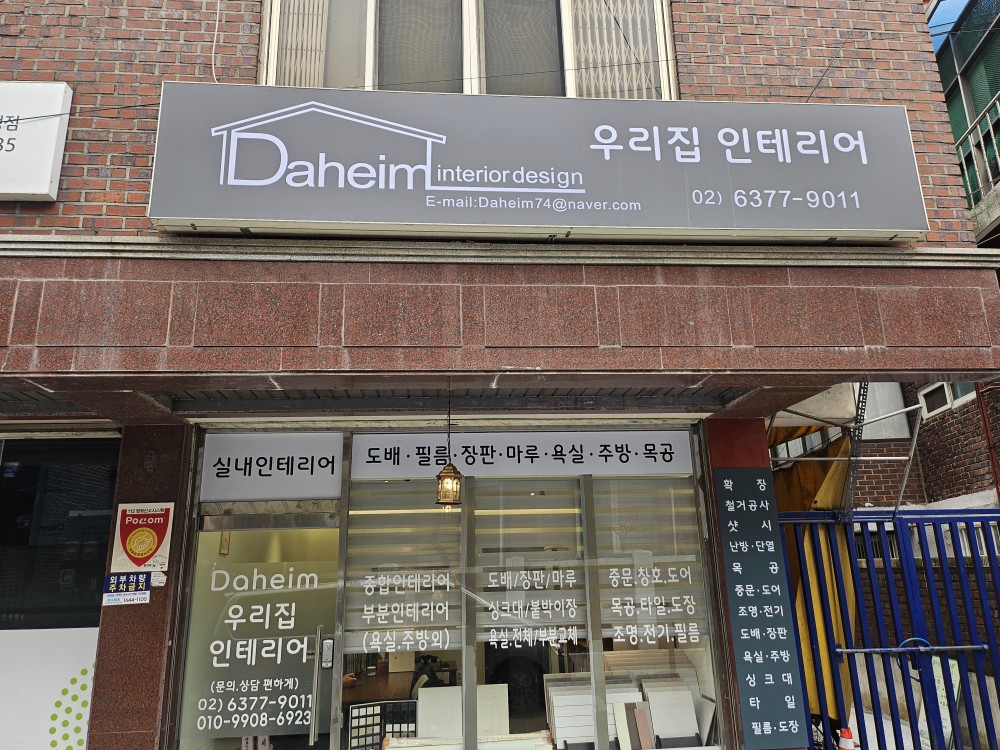 점
35
Daheim interior design
E-mail:Daheim74@naver.com
우리집 인테리어
02) 6377-9011
실내인테리어
도배·필름·장판·마루·욕실·주방·목공
Pocom
외부차량
주차금지
1644-1100
Daheim
우리집
인테리어
(문의.상담 편하게)
02) 6377-9011
010-9908-6923
종합인테리어
부분인테리어
(욕실.주방외)
도배/장판/마루
싱크대/붙박이장
욕실.전체/부분교체
중문.창호.도어
목공.타일.도장
조명.전기.필름
확 장
철거공사
샷 시
난방·단열
목 공
중문·도어
조명·전기
도배·장판
욕실·주방
싱크대
타 일
필름·도장